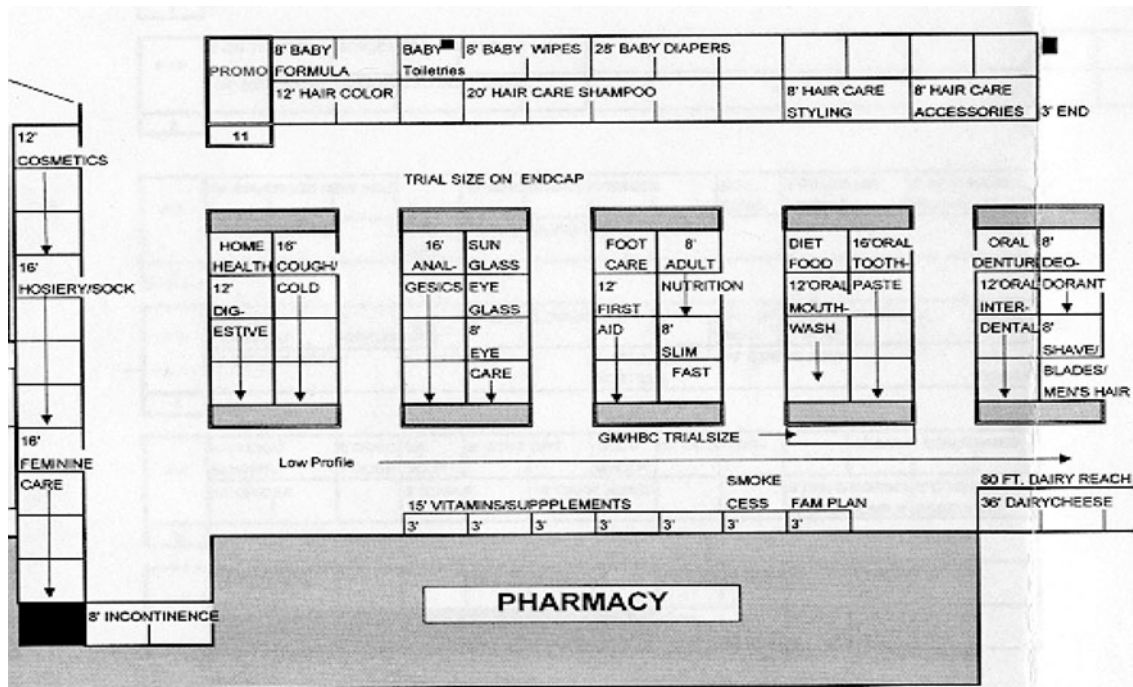 8' BABY
BABY
8' BABY WIPES
28' BABY DIAPERS
PROMO
FORMULA
Toiletries
12' HAIR COLOR
20' HAIR CARE SHAMPOO
8' HAIR CARE
8' HAIR CARE
STYLING
ACCESSORIES
3' END
11
12'
COSMETICS
16'
HOSIERY/SOCK
16'
FEMININE
CARE
8' INCONTINENCE
TRIAL SIZE ON ENDCAP
HOME
HEALTH
12'
DIG-
ESTIVE
16'
COUGH/
COLD
16'
ANAL-
GESICS
SUN
GLASS
EYE
GLASS
8'
EYE
CARE
FOOT
CARE
12'
FIRST
AID
8'
ADULT
NUTRITION
8'
SLIM
FAST
DIET
FOOD
12'ORAL
MOUTH-
WASH
16'ORAL
TOOTH-
PASTE
ORAL
DENTURE
12'ORAL
INTER-
DENTAL
8'
DEO-
DORANT
8'
SHAVE/
BLADES/
MEN'S HAIR
GM/HBC TRIALSIZE
Low Profile
80 FT. DAIRY REACH
36' DAIRYCHEESE
15' VITAMINS/SUPPPLEMENTS
SMOKE
CESS
FAM PLAN
3' 3' 3' 3' 3' 3' 3'
PHARMACY